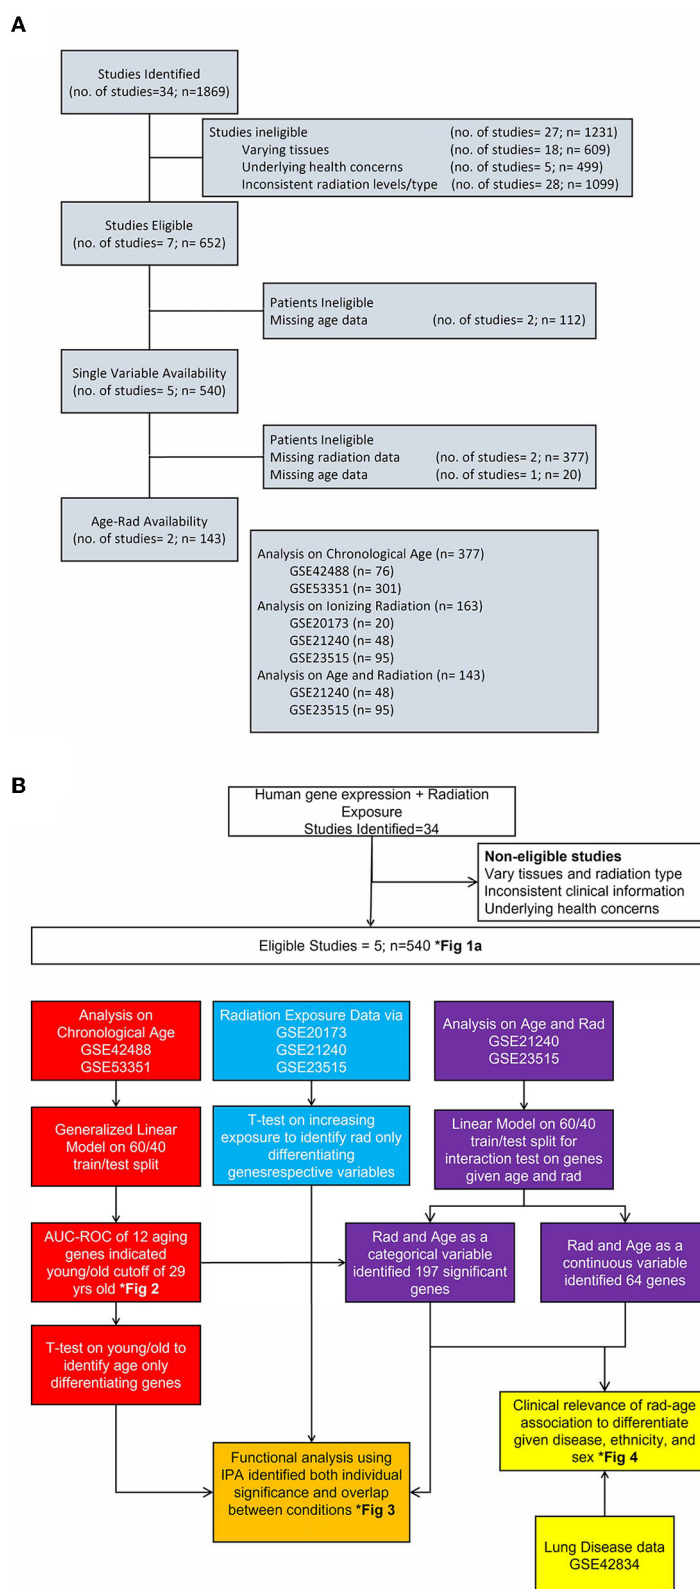 A
Studies Identified
(no. of studies=34; n=1869)
Studies ineligible (no. of studies= 27; n= 1231)
Varying tissues (no. of studies= 18; n= 609)
Underlying health concerns (no. of studies= 5; n= 499)
Inconsistent radiation levels/type (no. of studies= 28; n= 1099)
Studies Eligible
(no. of studies= 7; n= 652)
Patients Ineligible
Missing age data (no. of studies= 2; n= 112)
Single Variable Availability
(no. of studies= 5; n= 540)
Patients Ineligible
Missing radiation data (no. of studies= 2; n= 377)
Missing age data (no. of studies= 1; n= 20)
Age-Rad Availability
(no. of studies= 2; n= 143)
Analysis on Chronological Age (n= 377)
GSE42488 (n= 76)
GSE53351 (n= 301)
Analysis on Ionizing Radiation (n= 163)
GSE20173 (n= 20)
GSE21240 (n= 48)
GSE23515 (n= 95)
Analysis on Age and Radiation (n= 143)
GSE21240 (n= 48)
GSE23515 (n= 95)
B
Human gene expression + Radiation
Exposure
Studies Identified=34
Non-eligible studies
Vary tissues and radiation type
Inconsistent clinical information
Underlying health concerns
Eligible Studies = 5; n=540 *Fig 1a
Analysis on
Chronological Age
GSE42488
GSE53351
Radiation Exposure Data via
GSE20173
GSE21240
GSE23515
Analysis on Age and Rad
GSE21240
GSE23515
Generalized Linear
Model on 60/40
train/test split
T-test on increasing
exposure to identify rad only
differentiating
genesrespective variables
Linear Model on 60/40
train/test split for
interaction test on genes
given age and rad
AUC-ROC of 12 aging
genes indicated
young/old cutoff of 29
yrs old *Fig 2
Rad and Age as a
categorical variable
identified 197 significant
genes
Rad and Age as a
continuous variable
identified 64 genes
T-test on young/old to
identify age only
differentiating genes
Clinical relevance of rad-age
association to differentiate
given disease, ethnicity, and
sex *Fig 4
Functional analysis using
IPA identified both individual
significance and overlap
between conditions *Fig 3
Lung Disease data
GSE42834